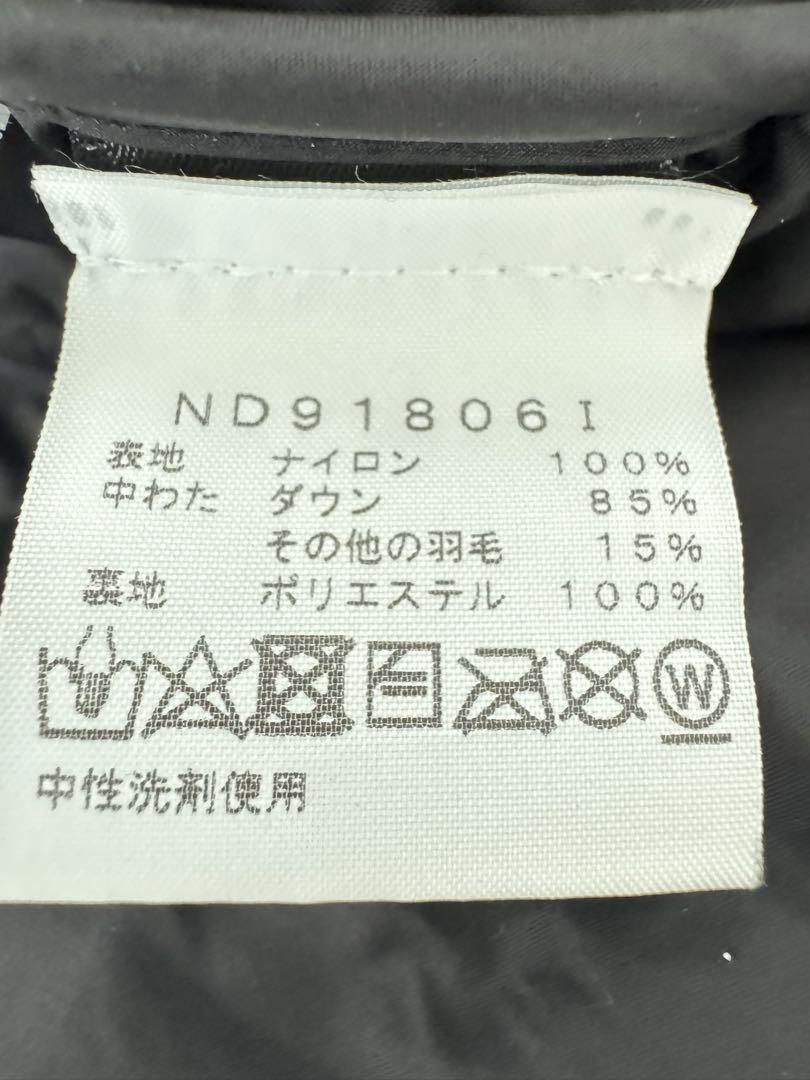 ND91806I
表地 ナイロン 100%
中わた ダウン 85%
その他の羽毛 15%
裏地 ポリエステル 100%
W
中性洗剤使用